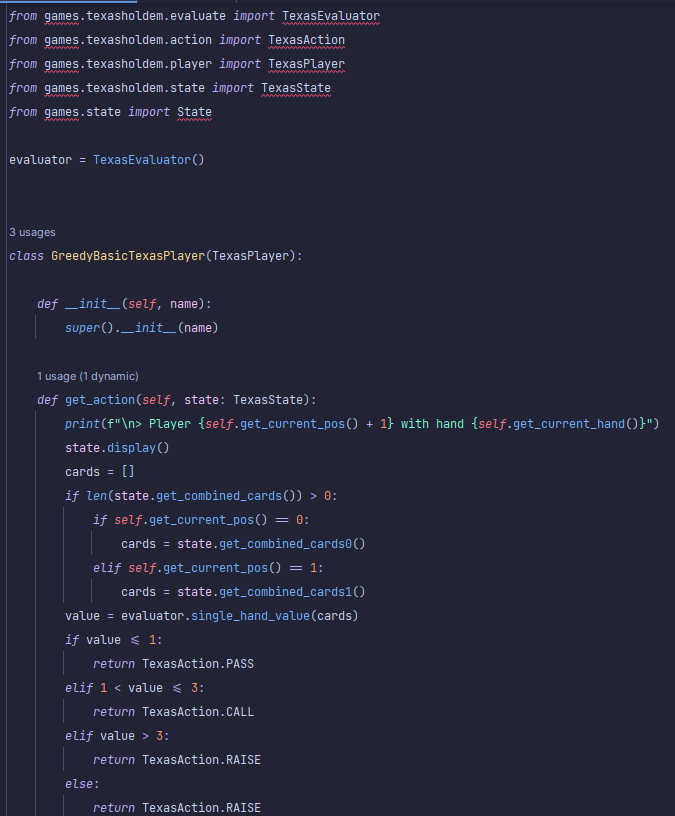 from games.texasholdem.evaluate import TexasEvaluator
from games.texasholdem.action import TexasAction
from games.texasholdem.player import TexasPlayer
from games.texasholdem.state import TexasState
from games.state import State
evaluator = TexasEvaluator()
3 usages
class GreedyBasicTexasPlayer(TexasPlayer):
def __init__(self, name):
super().__init__(name)
1 usage (1 dynamic)
def get_action(self, state: TexasState):
print(f"\n> Player {self.get_current_pos() + 1} with hand {self.get_current_hand()}")
state.display()
cards = []
if len(state.get_combined_cards()) > 0:
if self.get_current_pos() == 0:
cards = state.get_combined_cards0()
elif self.get_current_pos() == 1:
cards = state.get_combined_cards1()
value = evaluator.single_hand_value(cards)
if value <= 1:
return TexasAction.PASS
elif 1 < value <= 3:
return TexasAction.CALL
elif value > 3:
return TexasAction.RAISE
else:
return TexasAction.RAISE